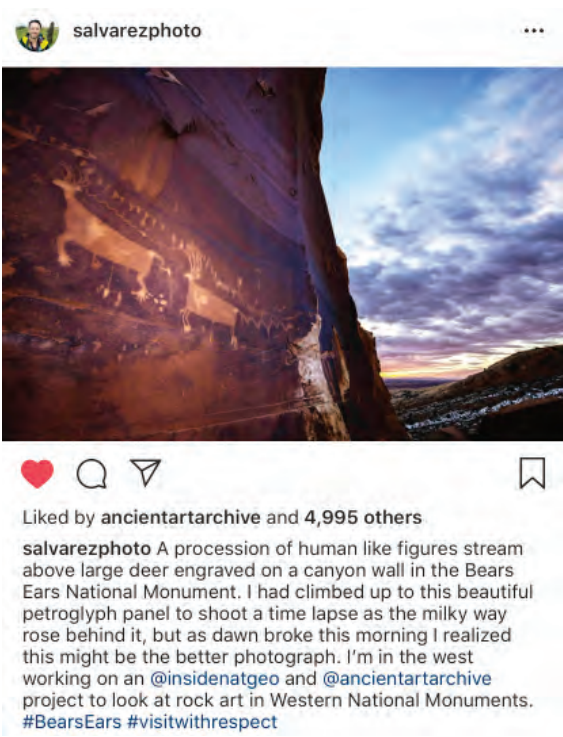 salvarezphoto
Liked by ancientartarchive and 4,995 others
salvarezphoto A procession of human like figures stream
above large deer engraved on a canyon wall in the Bears
Ears National Monument. I had climbed up to this beautiful
petroglyph panel to shoot a time lapse as the milky way
rose behind it, but as dawn broke this morning I realized
this might be the better photograph. I'm in the west
working on an @insidenatgeo and @ancientartarchive
project to look at rock art in Western National Monuments.
#BearsEars #visitwithrespect